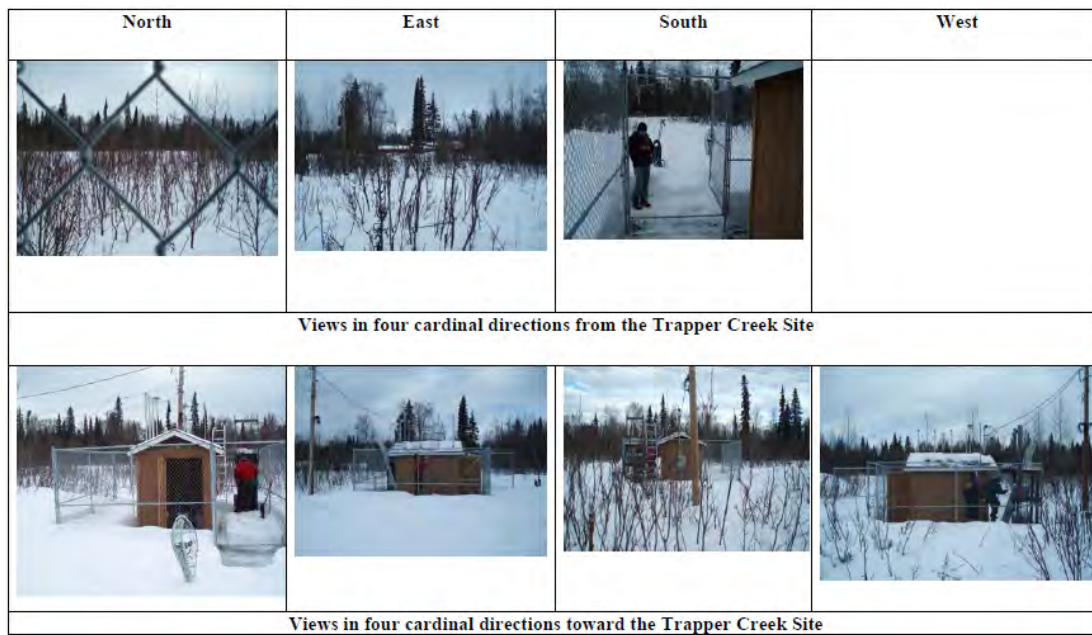 North East South West
Views in four cardinal directions from the Trapper Creek Site
Views in four cardinal directions toward the Trapper Creek Site